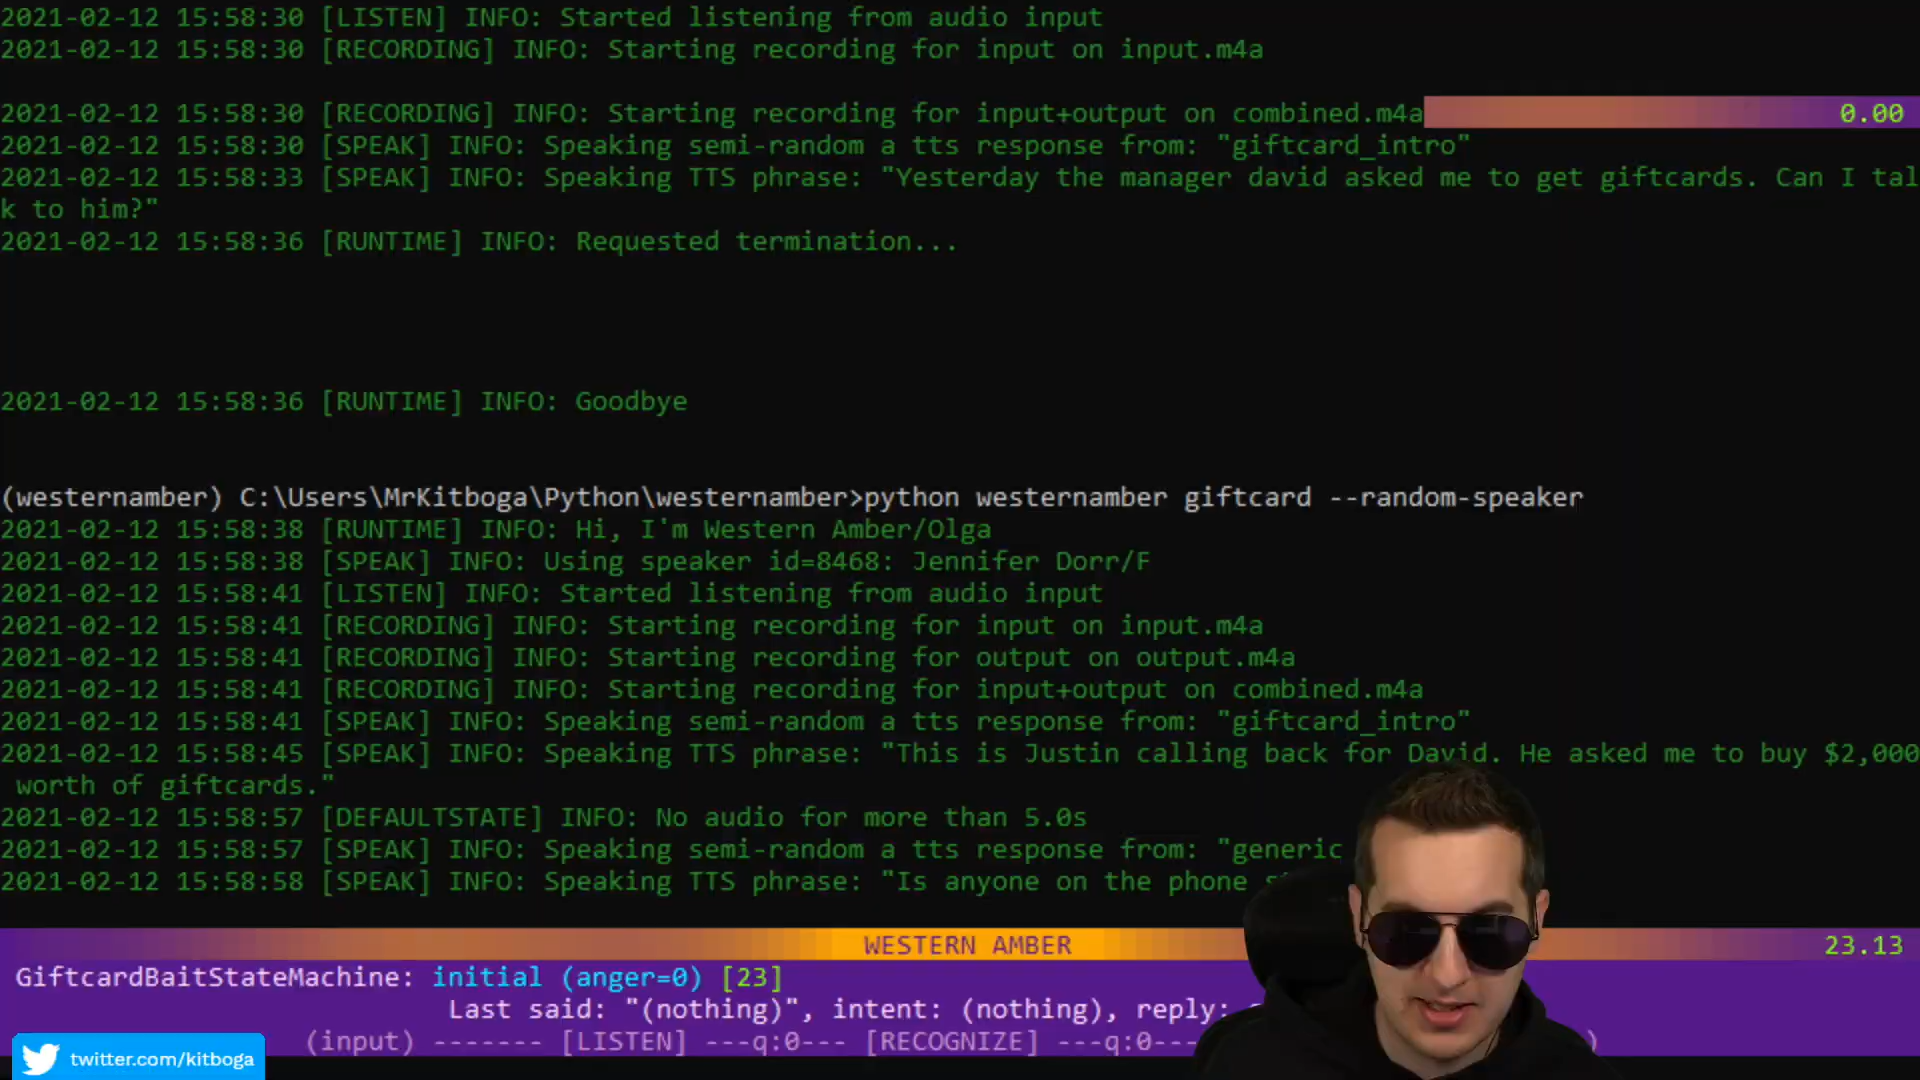 2021-02-12 15:58:30 [LISTEN] INFO: Started listening from audio input
2021-02-12 15:58:30 [RECORDING] INFO: Starting recording for input on input.m4a
2021-02-12 15:58:30 [RECORDING] INFO: Starting recording for input+output on combined.m4a 0.00
2021-02-12 15:58:30 [SPEAK] INFO: Speaking semi-random a tts response from: "giftcard_intro"
2021-02-12 15:58:33 [SPEAK] INFO: Speaking TTS phrase: "Yesterday the manager david asked me to get giftcards. Can I tal
k to him?"
2021-02-12 15:58:36 [RUNTIME] INFO: Requested termination...
2021-02-12 15:58:36 [RUNTIME] INFO: Goodbye
(westernamber) C:\Users\MrKitboga\Python\westernamber>python westernamber giftcard --random-speaker
2021-02-12 15:58:38 [RUNTIME] INFO: Hi, I'm Western Amber/Olga
2021-02-12 15:58:38 [SPEAK] INFO: Using speaker id=8468: Jennifer Dorr/F
2021-02-12 15:58:41 [LISTEN] INFO: Started listening from audio input
2021-02-12 15:58:41 [RECORDING] INFO: Starting recording for input on input.m4a
2021-02-12 15:58:41 [RECORDING] INFO: Starting recording for output on output.m4a
2021-02-12 15:58:41 [RECORDING] INFO: Starting recording for input+output on combined.m4a
2021-02-12 15:58:41 [SPEAK] INFO: Speaking semi-random a tts response from: "giftcard_intro"
2021-02-12 15:58:45 [SPEAK] INFO: Speaking TTS phrase: "This is Justin calling back for David. He asked me to buy $2,000
worth of giftcards."
2021-02-12 15:58:57 [DEFAULTSTATE] INFO: No audio for more than 5.0s
2021-02-12 15:58:57 [SPEAK] INFO: Speaking semi-random a tts response from: "generic
2021-02-12 15:58:58 [SPEAK] INFO: Speaking TTS phrase: "Is anyone on the phone
WESTERN AMBER 23.13
GiftcardBaitStateMachine: initial (anger=0) [23]
Last said: "(nothing)", intent: (nothing), reply:
(input) ------- [LISTEN] ---q:0--- [RECOGNIZE] ---q:0--- )
twitter.com/kitboga